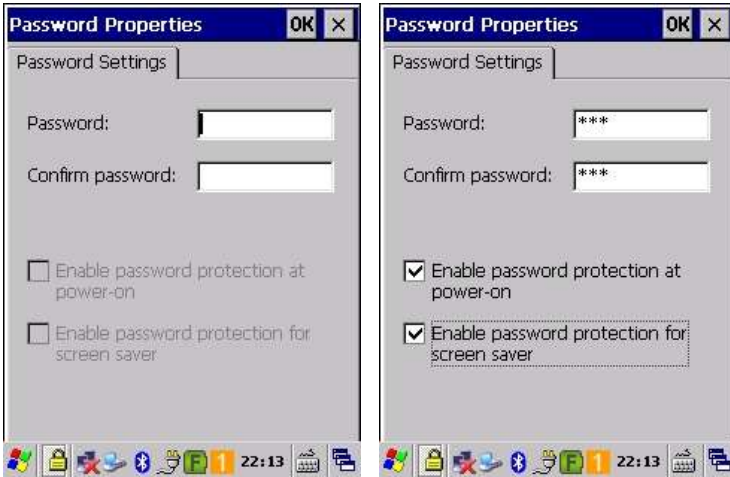 Password Properties OK ×
Password Settings
Password:
Confirm password:
Enable password protection at
power-on
Enable password protection for
screen saver
F 1 22:13
Password Properties OK ×
Password Settings
Password: ***
Confirm password: ***
Enable password protection at
power-on
Enable password protection for
screen saver
F 1 22:13